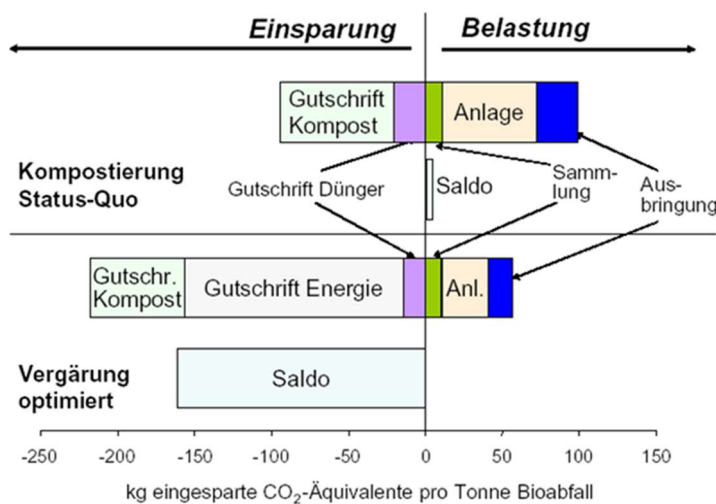 Einsparung
Belastung
Gutschrift
Kompost
Anlage
Kompostierung
Status-Quo
Gutschrift Dünger
Saldo
Samm-
lung
Aus-
bringung
Gutschr.
Kompost
Gutschrift Energie
Anl.
Vergärung
optimiert
Saldo
-250 -200 -150 -100 -50 0 50 100 150
kg eingesparte CO₂-Äquivalente pro Tonne Bioabfall